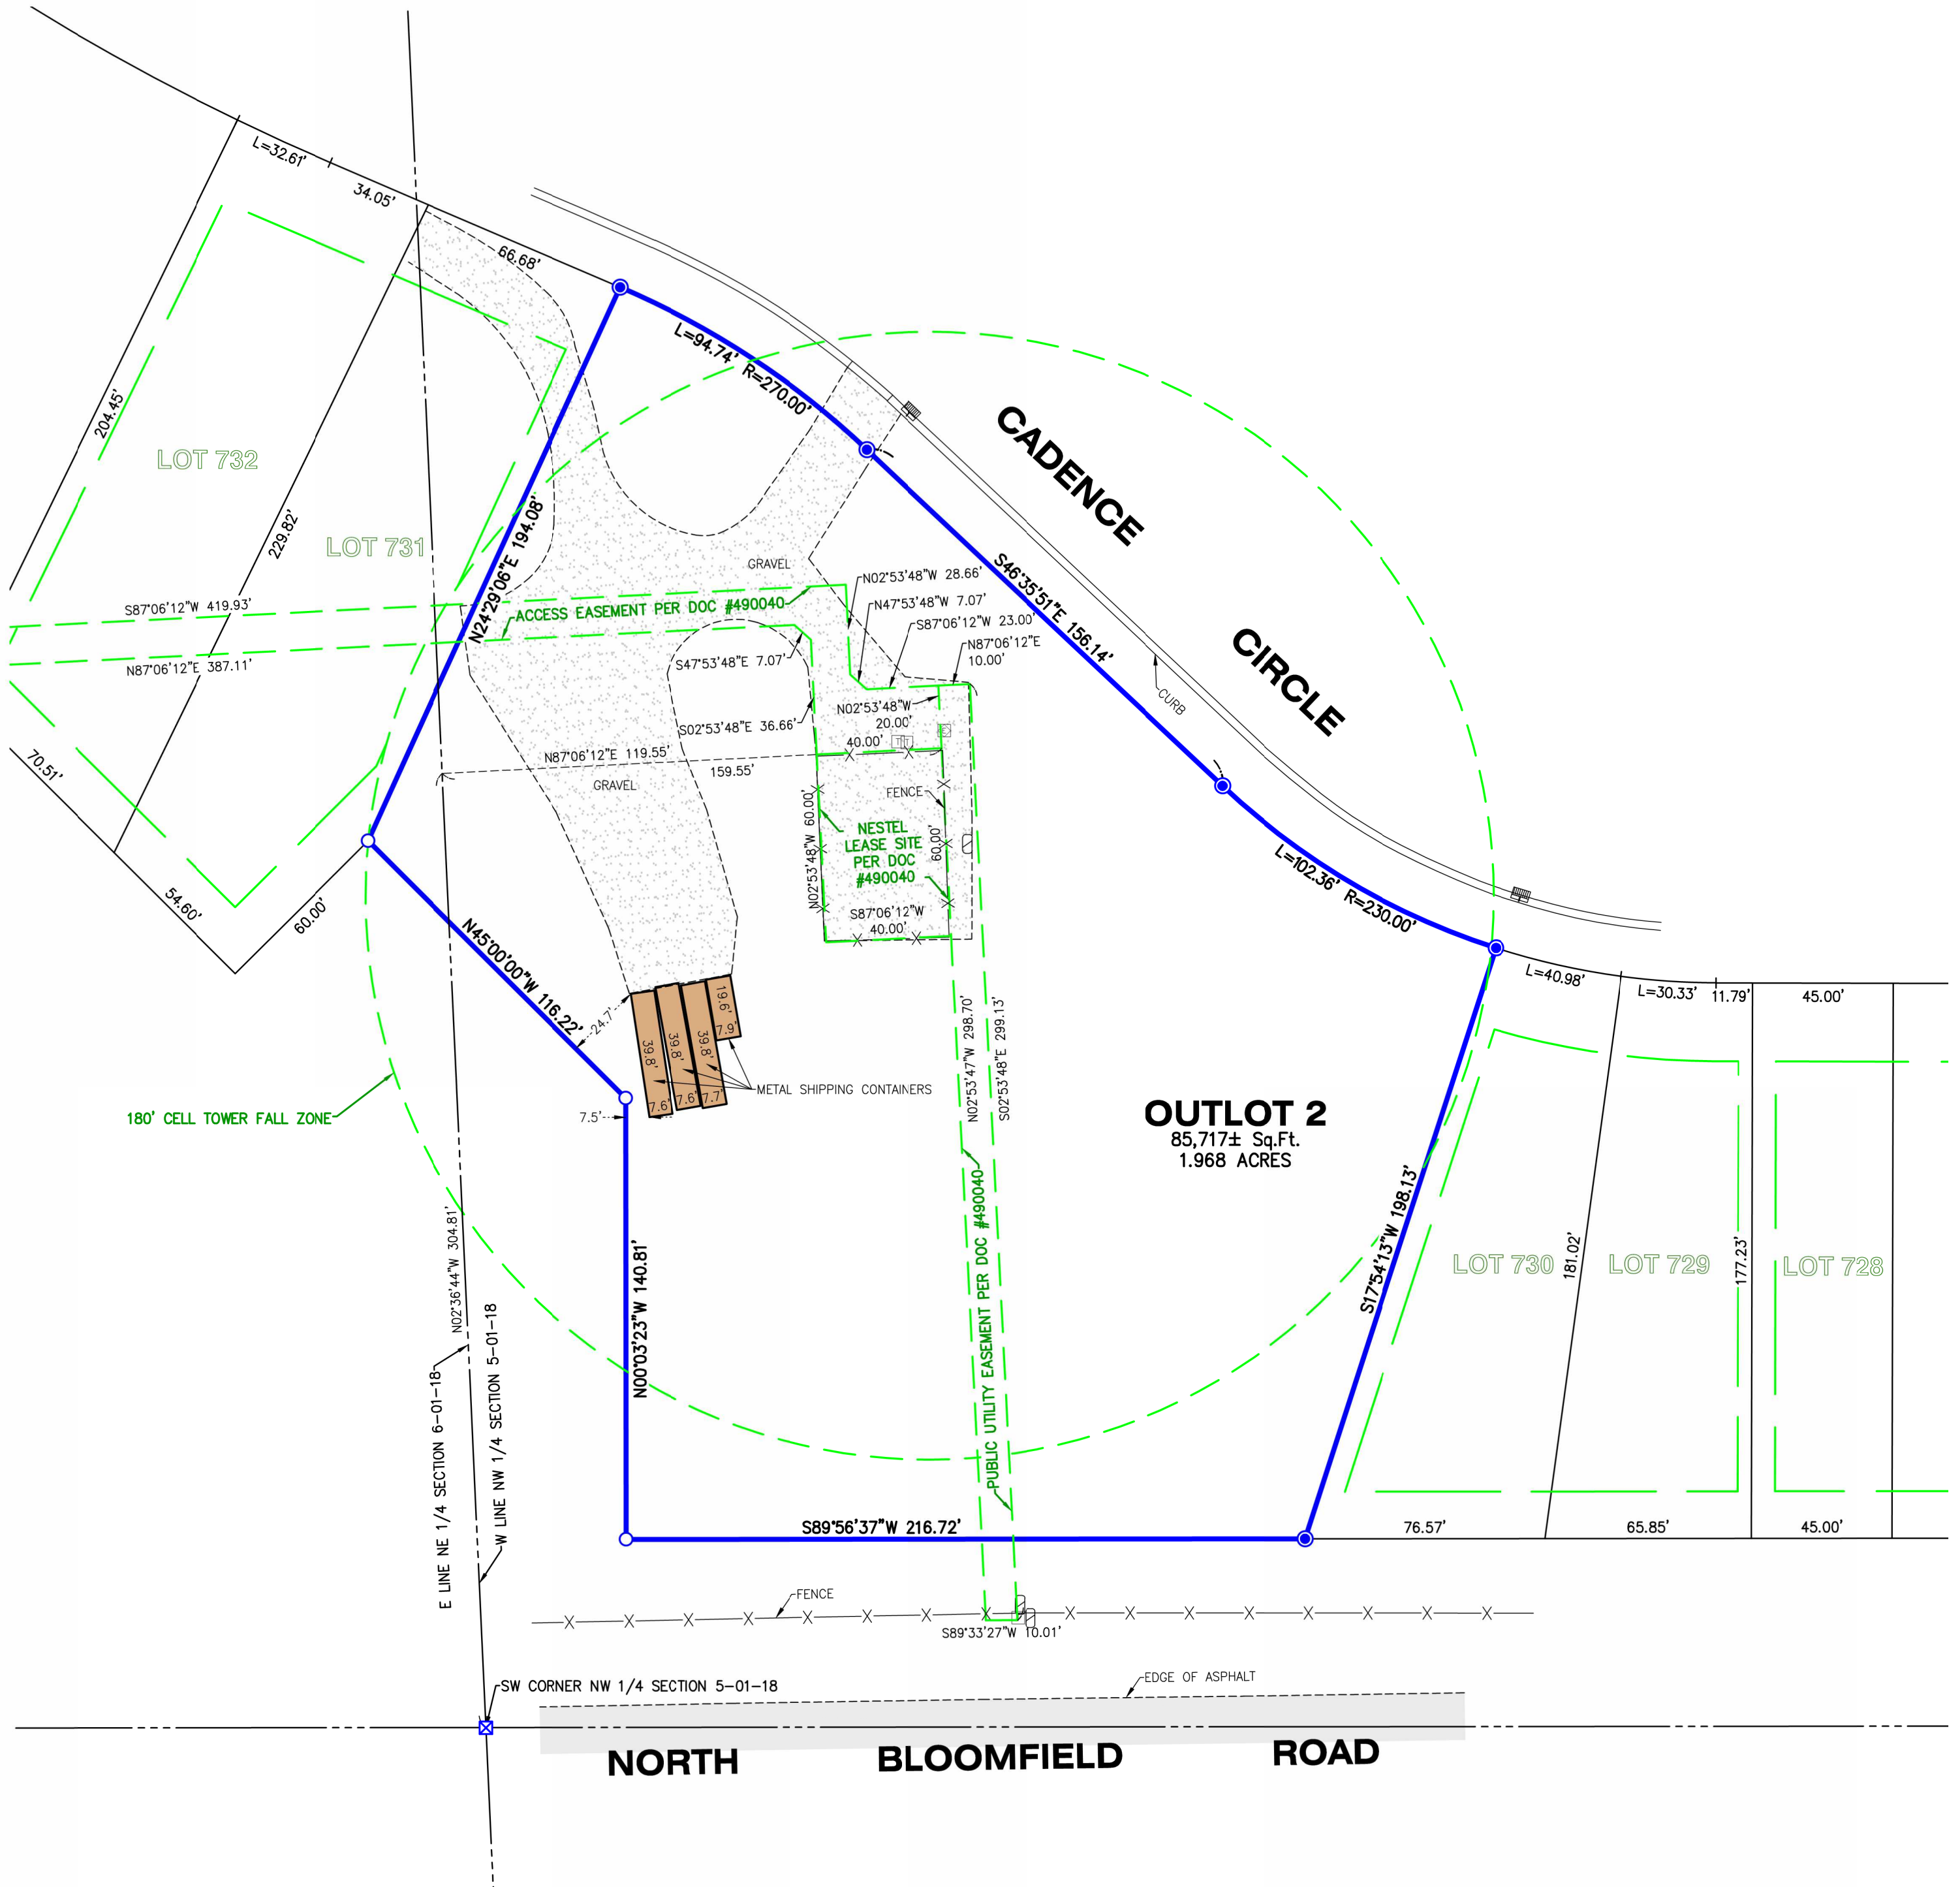 L=32.61'
34.05'
66.68'
L=94.74' R=270.00'
CADENCE
CIRCLE
204.45'
LOT 732
229.82'
LOT 731
N24°29'06"E 194.08'
GRAVEL
S46°35'51"E 156.14'
CURB
S87°06'12"W 419.93'
N87°06'12"E 387.11'
ACCESS EASEMENT PER DOC #490040
N02°53'48"W 28.66'
N47°53'48"W 7.07'
S87°06'12"W 23.00'
N87°06'12"E
10.00'
S47°53'48"E 7.07'
N02°53'48"W
20.00'
S02°53'48"E 36.66'
40.00'
N87°06'12"E 119.55'
159.55'
GRAVEL
FENCE
N02°53'48"W 60.00'
NESTEL
LEASE SITE
PER DOC
#490040
60.00'
S87°06'12"W
40.00'
70.51'
54.60'
60.00'
N45°00'00"W 116.22'
24.7'
19.6'
7.9'
39.8'
39.8'
39.8'
7.6'
7.6'
7.7'
7.5'
METAL SHIPPING CONTAINERS
L=102.36' R=230.00'
L=40.98'
L=30.33'
11.79'
45.00'
180' CELL TOWER FALL ZONE
N02°53'47"W 298.70'
S02°53'48"E 299.13'
OUTLOT 2
85,717± Sq.Ft.
1.968 ACRES
PUBLIC UTILITY EASEMENT PER DOC #490040
S17°54'13"W 198.13'
LOT 730
181.02'
LOT 729
177.23'
LOT 728
N02°36'44"W 304.81'
N00°03'23"W 140.81'
E LINE NE 1/4 SECTION 6-01-18
W LINE NW 1/4 SECTION 5-01-18
S89°56'37"W 216.72'
76.57'
65.85'
45.00'
FENCE
S89°33'27"W 10.01'
SW CORNER NW 1/4 SECTION 5-01-18
EDGE OF ASPHALT
NORTH BLOOMFIELD ROAD